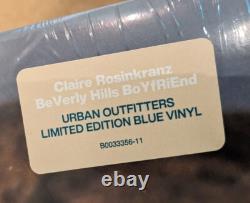 Claire Rosinkranz
BeVerly Hills BoYfRiEnd
URBAN OUTFITTERS
LIMITED EDITION BLUE VINYL
B0033356-11